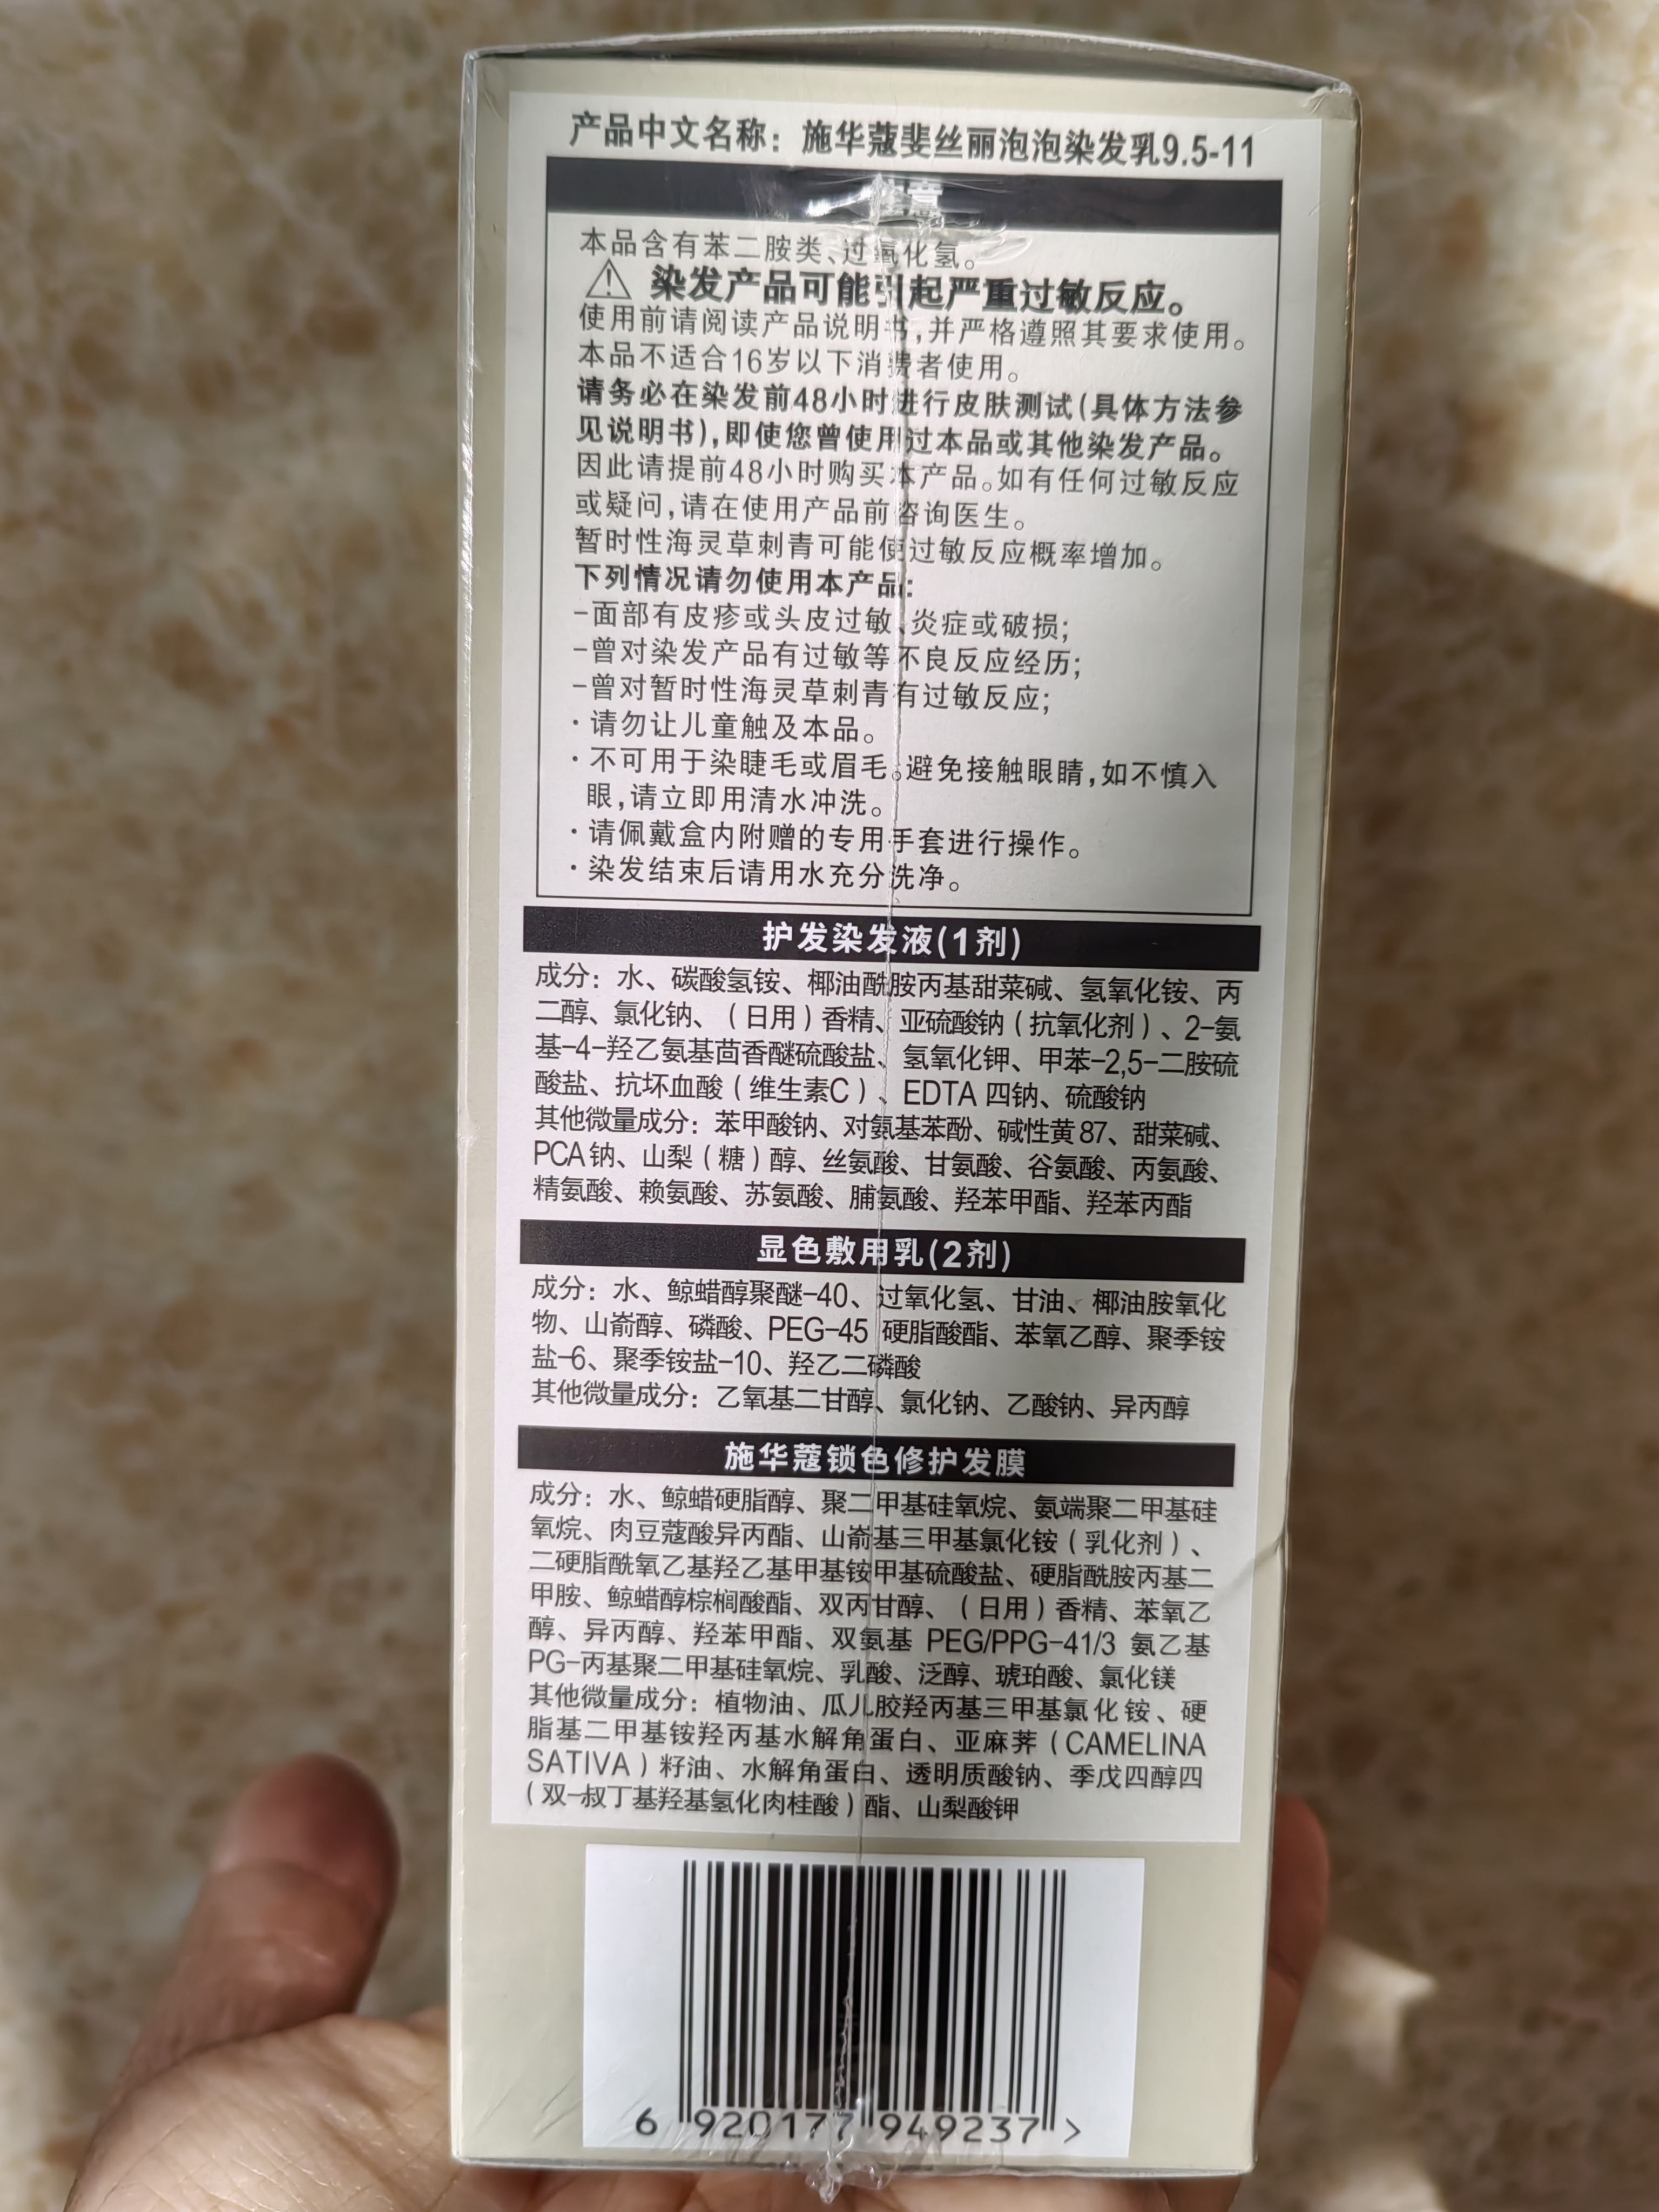 产品中文名称：施华蔻斐丝丽泡泡染发乳9.5-11
本品含有苯二胺类、过氧化氢。
染发产品可能引起严重过敏反应。
使用前请阅读产品说明书,并严格遵照其要求使用。
本品不适合16岁以下消费者使用。
请务必在染发前48小时进行皮肤测试(具体方法参
见说明书),即使您曾使用过本品或其他染发产品。
因此请提前48小时购买本产品。如有任何过敏反应
或疑问,请在使用产品前咨询医生。
暂时性海灵草刺青可能使过敏反应概率增加。
下列情况请勿使用本产品:
-面部有皮疹或头皮过敏、炎症或破损;
-曾对染发产品有过敏等不良反应经历;
-曾对暂时性海灵草刺青有过敏反应;
·请勿让儿童触及本品。
·不可用于染睫毛或眉毛。避免接触眼睛,如不慎入
眼,请立即用清水冲洗。
·请佩戴盒内附赠的专用手套进行操作。
·染发结束后请用水充分洗净。
护发染发液(1剂)
成分：水、碳酸氢铵、椰油酰胺丙基甜菜碱、氢氧化铵、丙
二醇、氯化钠、（日用）香精、亚硫酸钠（抗氧化剂）、2-氨
基-4-羟乙氨基茴香醚硫酸盐、氢氧化钾、甲苯-2,5-二胺硫
酸盐、抗坏血酸（维生素C）、EDTA 四钠、硫酸钠
其他微量成分：苯甲酸钠、对氨基苯酚、碱性黄87、甜菜碱、
PCA钠、山梨（糖）醇、丝氨酸、甘氨酸、谷氨酸、丙氨酸、
精氨酸、赖氨酸、苏氨酸、脯氨酸、羟苯甲酯、羟苯丙酯
显色敷用乳(2剂)
成分：水、鲸蜡醇聚醚-40、过氧化氢、甘油、椰油胺氧化
物、山嵛醇、磷酸、PEG-45 硬脂酸酯、苯氧乙醇、聚季铵
盐-6、聚季铵盐-10、羟乙二磷酸
其他微量成分：乙氧基二甘醇、氯化钠、乙酸钠、异丙醇
施华蔻锁色修护发膜
成分：水、鲸蜡硬脂醇、聚二甲基硅氧烷、氨端聚二甲基硅
氧烷、肉豆蔻酸异丙酯、山嵛基三甲基氯化铵（乳化剂）、
二硬脂酰氧乙基羟乙基甲基铵甲基硫酸盐、硬脂酰胺丙基二
甲胺、鲸蜡醇棕榈酸酯、双丙甘醇、（日用）香精、苯氧乙
醇、异丙醇、羟苯甲酯、双氨基 PEG/PPG-41/3 氨乙基
PG-丙基聚二甲基硅氧烷、乳酸、泛醇、琥珀酸、氯化镁
其他微量成分：植物油、瓜儿胶羟丙基三甲基氯化铵、硬
脂基二甲基铵羟丙基水解角蛋白、亚麻荠（CAMELINA
SATIVA）籽油、水解角蛋白、透明质酸钠、季戊四醇四
（双-叔丁基羟基氢化肉桂酸）酯、山梨酸钾
6 920177 949237 >